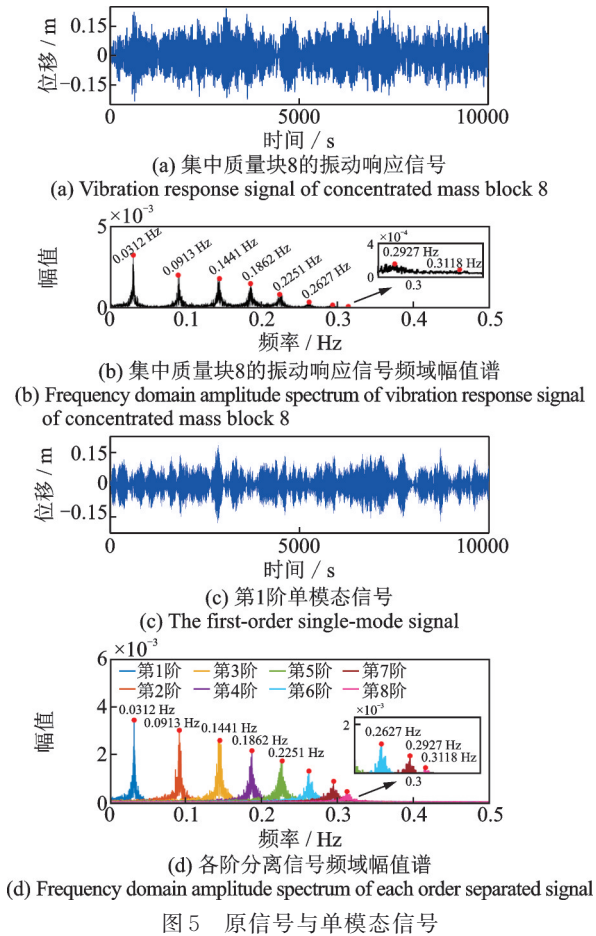 0.15
0
−0.15
位移 / m
0 5000 10000
时间 / s
(a) 集中质量块8的振动响应信号
(a) Vibration response signal of concentrated mass block 8
×10⁻³
5
0
幅值
0.0312 Hz
0.0913 Hz
0.1441 Hz
0.1862 Hz
0.2251 Hz
0.2627 Hz
×10⁻⁴
4
0
0.2927 Hz
0.3118 Hz
0.3
0 0.1 0.2 0.3 0.4 0.5
频率 / Hz
(b) 集中质量块8的振动响应信号频域幅值谱
(b) Frequency domain amplitude spectrum of vibration response signal
of concentrated mass block 8
0.15
0
−0.15
位移 / m
0 5000 10000
时间 / s
(c) 第1阶单模态信号
(c) The first-order single-mode signal
×10⁻³
6
4
2
0
幅值
第1阶 第3阶 第5阶 第7阶
第2阶 第4阶 第6阶 第8阶
0.0312 Hz
0.0913 Hz
0.1441 Hz
0.1862 Hz
0.2251 Hz
×10⁻³
2
0.2627 Hz
0.2927 Hz
0.3118 Hz
0.3
0 0.1 0.2 0.3 0.4 0.5
频率 / Hz
(d) 各阶分离信号频域幅值谱
(d) Frequency domain amplitude spectrum of each order separated signal
图 5 原信号与单模态信号